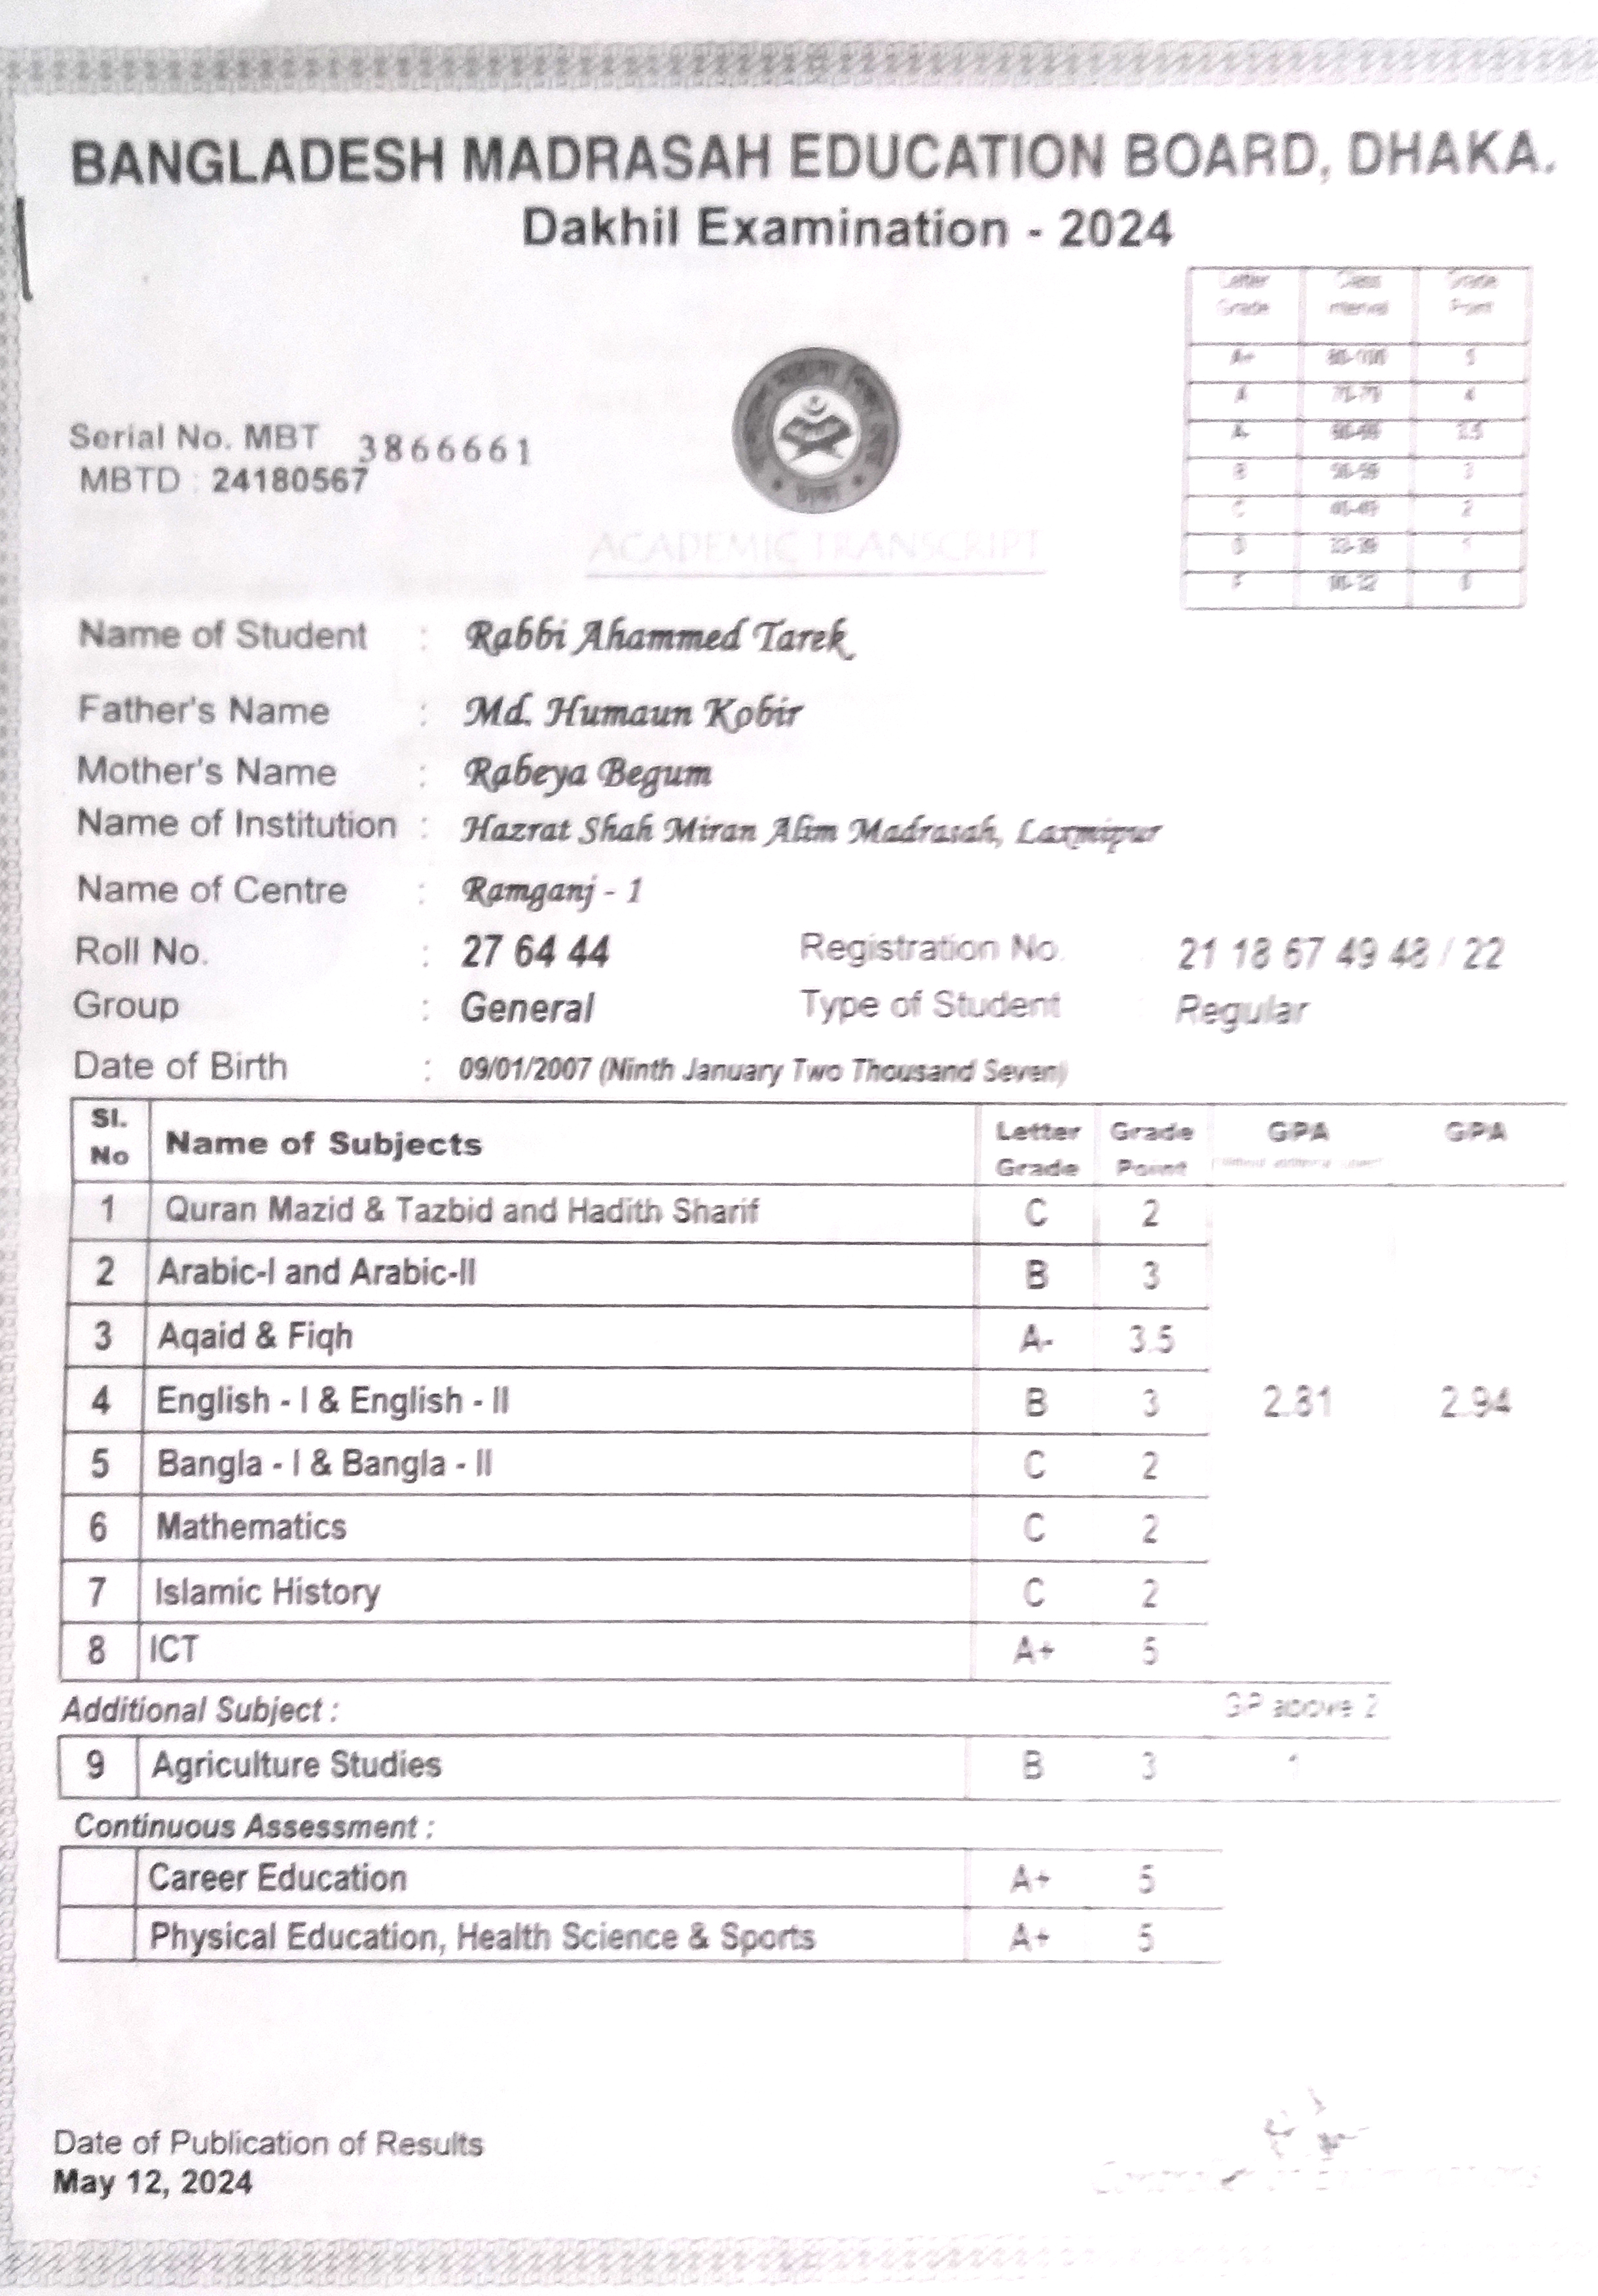 BANGLADESH MADRASAH EDUCATION BOARD, DHAKA.
Dakhil Examination - 2024
Letter Grade Class Interval Grade Point
A+ 80-100 5
A 70-79 4
A- 60-69 3.5
B 50-59 3
C 40-49 2
D 33-39 1
F 00-32 0
Serial No. MBT 3866661
MBTD : 24180567
ACADEMIC TRANSCRIPT
Name of Student : Rabbi Ahammed Tarek
Father's Name : Md. Humaun Kobir
Mother's Name : Rabeya Begum
Name of Institution : Hazrat Shah Miran Alim Madrasah, Laxmipur
Name of Centre : Ramganj - 1
Roll No. : 27 64 44 Registration No. 21 18 67 49 48 / 22
Group : General Type of Student Regular
Date of Birth : 09/01/2007 (Ninth January Two Thousand Seven)
Sl. No Name of Subjects Letter Grade Grade Point GPA GPA
1 Quran Mazid & Tazbid and Hadith Sharif C 2
2 Arabic-I and Arabic-II B 3
3 Aqaid & Fiqh A- 3.5
4 English - I & English - II B 3 2.81 2.94
5 Bangla - I & Bangla - II C 2
6 Mathematics C 2
7 Islamic History C 2
8 ICT A+ 5
Additional Subject : GP above 2
9 Agriculture Studies B 3 1
Continuous Assessment :
Career Education A+ 5
Physical Education, Health Science & Sports A+ 5
Date of Publication of Results
May 12, 2024